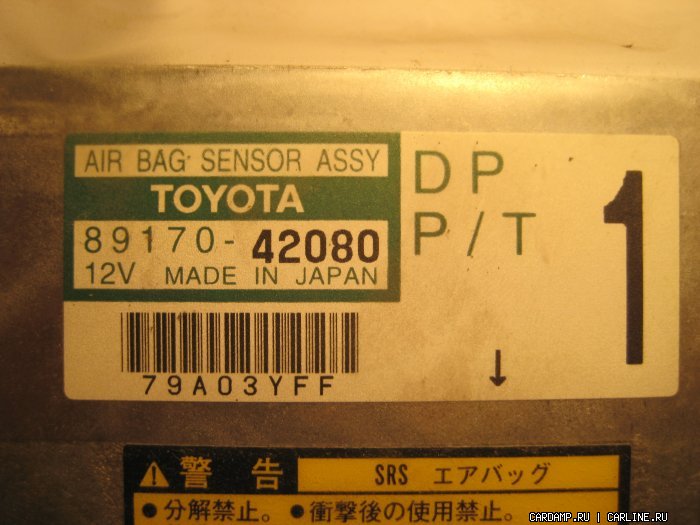 AIR BAG SENSOR ASSY
TOYOTA
89170-42080
12V MADE IN JAPAN
DP
P/T
1
↓
79A03YFF
⚠ 警告
SRS エアバッグ
●分解禁止。 ●衝撃後の使用禁止。
CARDAMP.RU | CARLINE.RU